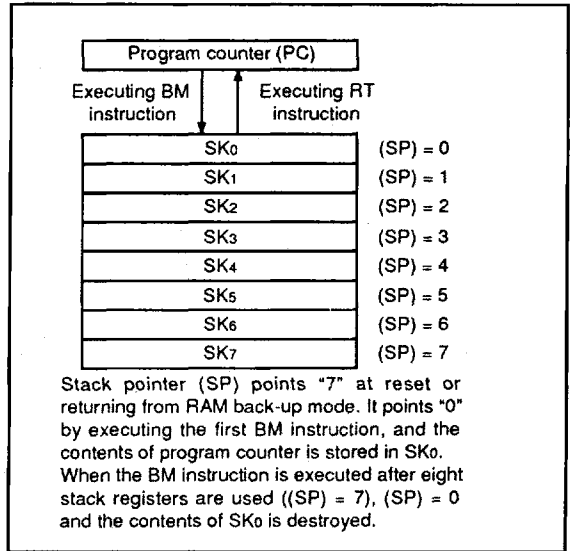 Program counter (PC)
Executing BM instruction
Executing RT instruction
SK0 (SP) = 0
SK1 (SP) = 1
SK2 (SP) = 2
SK3 (SP) = 3
SK4 (SP) = 4
SK5 (SP) = 5
SK6 (SP) = 6
SK7 (SP) = 7
Stack pointer (SP) points "7" at reset or
returning from RAM back-up mode. It points "0"
by executing the first BM instruction, and the
contents of program counter is stored in SK0.
When the BM instruction is executed after eight
stack registers are used ((SP) = 7), (SP) = 0
and the contents of SK0 is destroyed.